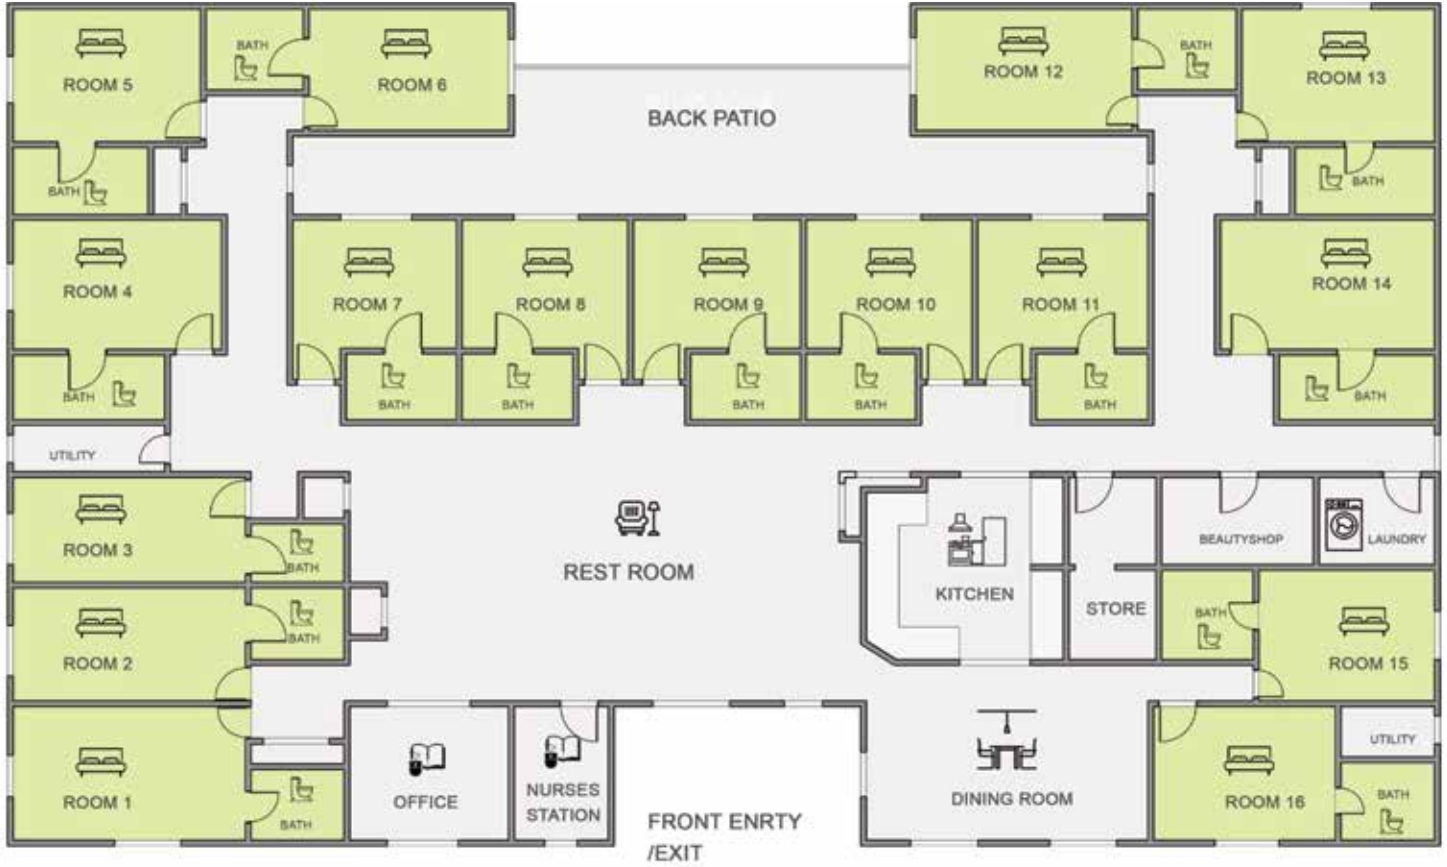 BATH
ROOM 5
ROOM 6
ROOM 12
BATH
ROOM 13
BACK PATIO
BATH
BATH
ROOM 4
ROOM 7
ROOM 8
ROOM 9
ROOM 10
ROOM 11
ROOM 14
BATH
BATH
BATH
BATH
BATH
BATH
BATH
UTILITY
ROOM 3
BATH
REST ROOM
KITCHEN
STORE
BEAUTYSHOP
LAUNDRY
ROOM 2
BATH
BATH
ROOM 15
ROOM 1
BATH
OFFICE
NURSES
STATION
FRONT ENRTY
/EXIT
DINING ROOM
ROOM 16
UTILITY
BATH